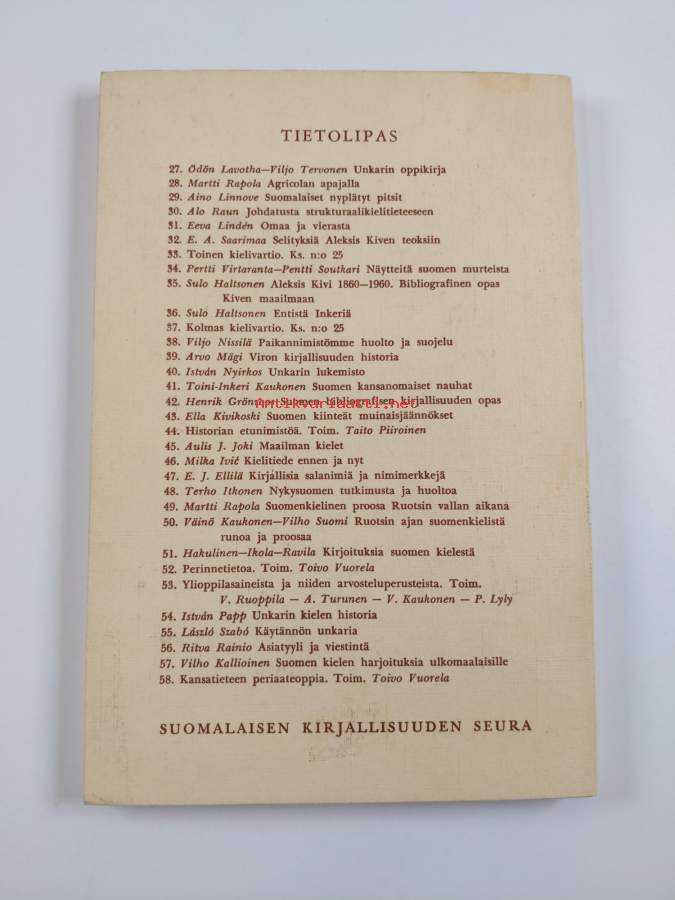 TIETOLIPAS
27. Ödön Lavotha—Viljo Tervonen Unkarin oppikirja
28. Martti Rapola Agricolan apajalla
29. Aino Linnove Suomalaiset nyplätyt pitsit
30. Alo Raun Johdatusta strukturaalikielitieteeseen
31. Eeva Lindén Omaa ja vierasta
32. E. A. Saarimaa Selityksiä Aleksis Kiven teoksiin
33. Toinen kielivartio. Ks. n:o 25
34. Pertti Virtaranta—Pentti Soutkari Näytteitä suomen murteista
35. Sulo Haltsonen Aleksis Kivi 1860—1960. Bibliografinen opas
Kiven maailmaan
36. Sulo Haltsonen Entistä Inkeriä
37. Kolmas kielivartio. Ks. n:o 25
38. Viljo Nissilä Paikannimistömme huolto ja suojelu
39. Arvo Mägi Viron kirjallisuuden historia
40. István Nyirkos Unkarin lukemisto
41. Toini-Inkeri Kaukonen Suomen kansanomaiset nauhat
42. Henrik Grönroos Suomen bibliografisen kirjallisuuden opas
Antikvariaatti.net
43. Ella Kivikoski Suomen kiinteät muinaisjäännökset
44. Historian etunimistöä. Toim. Taito Piiroinen
45. Aulis J. Joki Maailman kielet
46. Milka Ivić Kielitiede ennen ja nyt
47. E. J. Ellilä Kirjallisia salanimiä ja nimimerkkejä
48. Terho Itkonen Nykysuomen tutkimusta ja huoltoa
49. Martti Rapola Suomenkielinen proosa Ruotsin vallan aikana
50. Väinö Kaukonen—Vilho Suomi Ruotsin ajan suomenkielistä
runoa ja proosaa
51. Hakulinen—Ikola—Ravila Kirjoituksia suomen kielestä
52. Perinnetietoa. Toim. Toivo Vuorela
53. Ylioppilasaineista ja niiden arvosteluperusteista. Toim.
V. Ruoppila — A. Turunen — V. Kaukonen — P. Lyly
54. István Papp Unkarin kielen historia
55. László Szabó Käytännön unkaria
56. Ritva Rainio Asiatyyli ja viestintä
57. Vilho Kallioinen Suomen kielen harjoituksia ulkomaalaisille
58. Kansatieteen periaateoppia. Toim. Toivo Vuorela
SUOMALAISEN KIRJALLISUUDEN SEURA